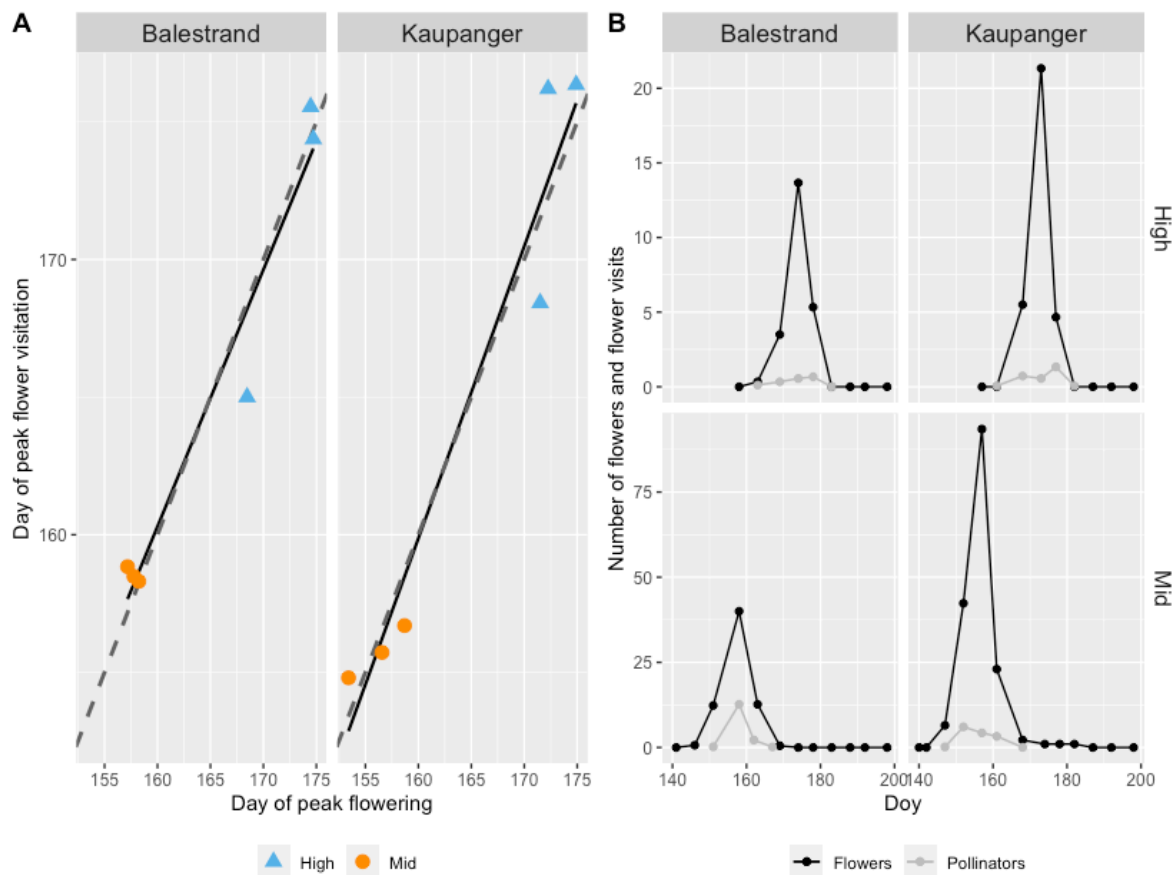 A
Balestrand
Kaupanger
B
Balestrand
Kaupanger
Day of peak flower visitation
170
160
155
160
165
170
175
155
160
165
170
175
Day of peak flowering
High
Mid
Number of flowers and flower visits
20
15
10
5
0
75
50
25
0
High
Mid
140
160
180
200
140
160
180
200
Doy
Flowers
Pollinators